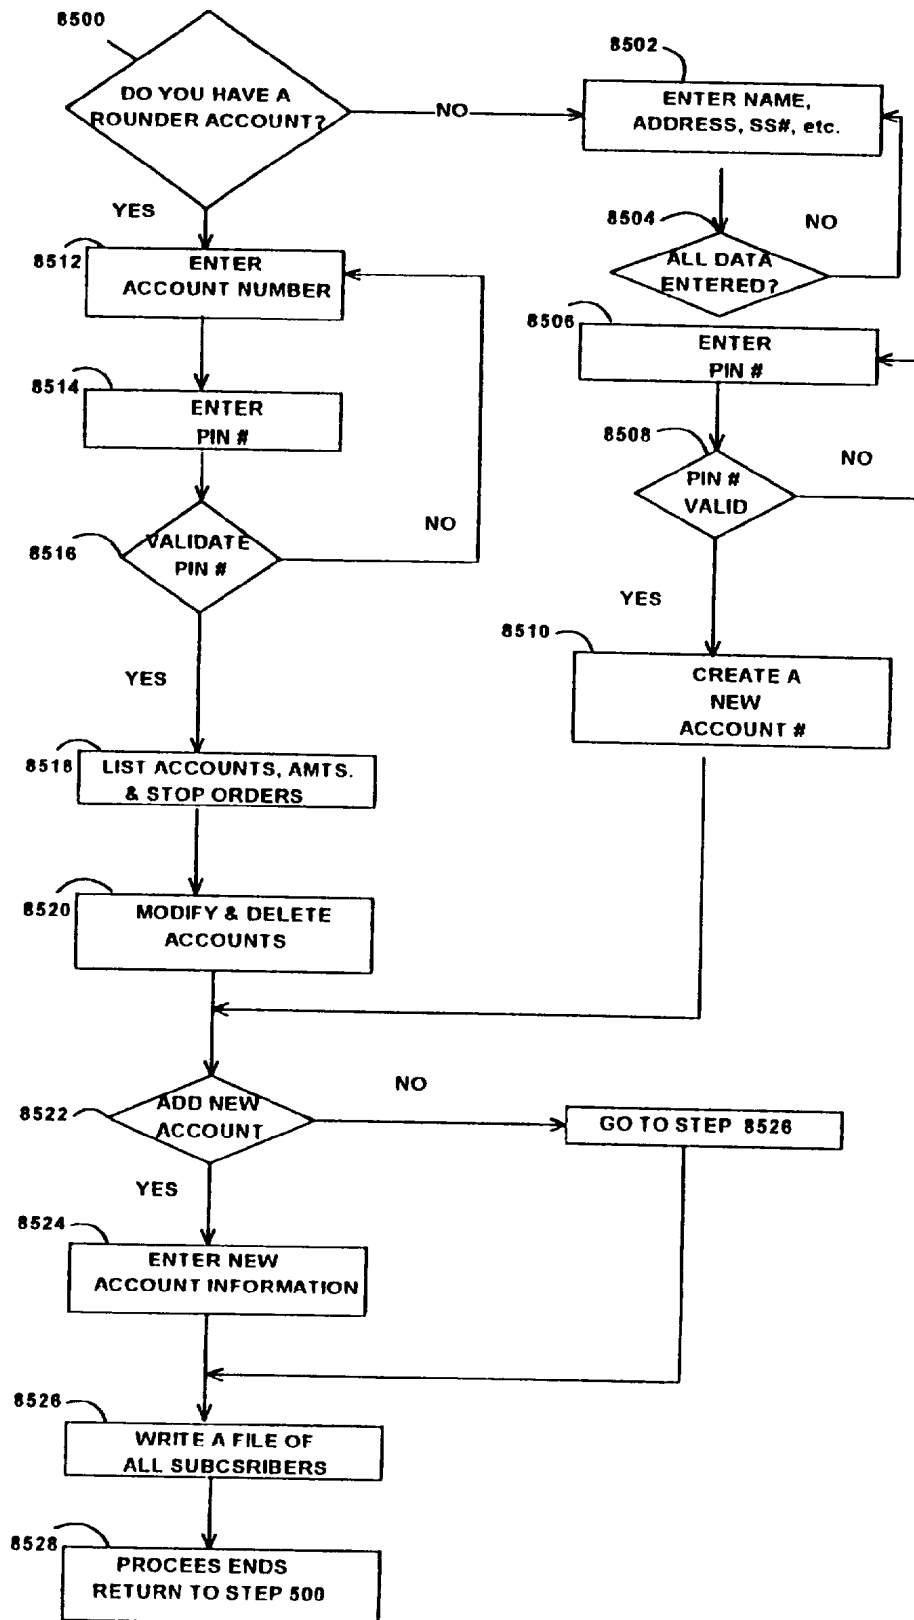 8500
DO YOU HAVE A
ROUNDER ACCOUNT?
NO
8502
ENTER NAME,
ADDRESS, SS#, etc.
8504
NO
ALL DATA
ENTERED?
8506
ENTER
PIN #
8508
NO
PIN #
VALID
YES
8510
CREATE A
NEW
ACCOUNT #
YES
8512
ENTER
ACCOUNT NUMBER
8514
ENTER
PIN #
NO
8516
VALIDATE
PIN #
YES
8518
LIST ACCOUNTS, AMTS.
& STOP ORDERS
8520
MODIFY & DELETE
ACCOUNTS
8522
ADD NEW
ACCOUNT
NO
GO TO STEP 8526
YES
8524
ENTER NEW
ACCOUNT INFORMATION
8526
WRITE A FILE OF
ALL SUBCSRIBERS
8528
PROCEES ENDS
RETURN TO STEP 500